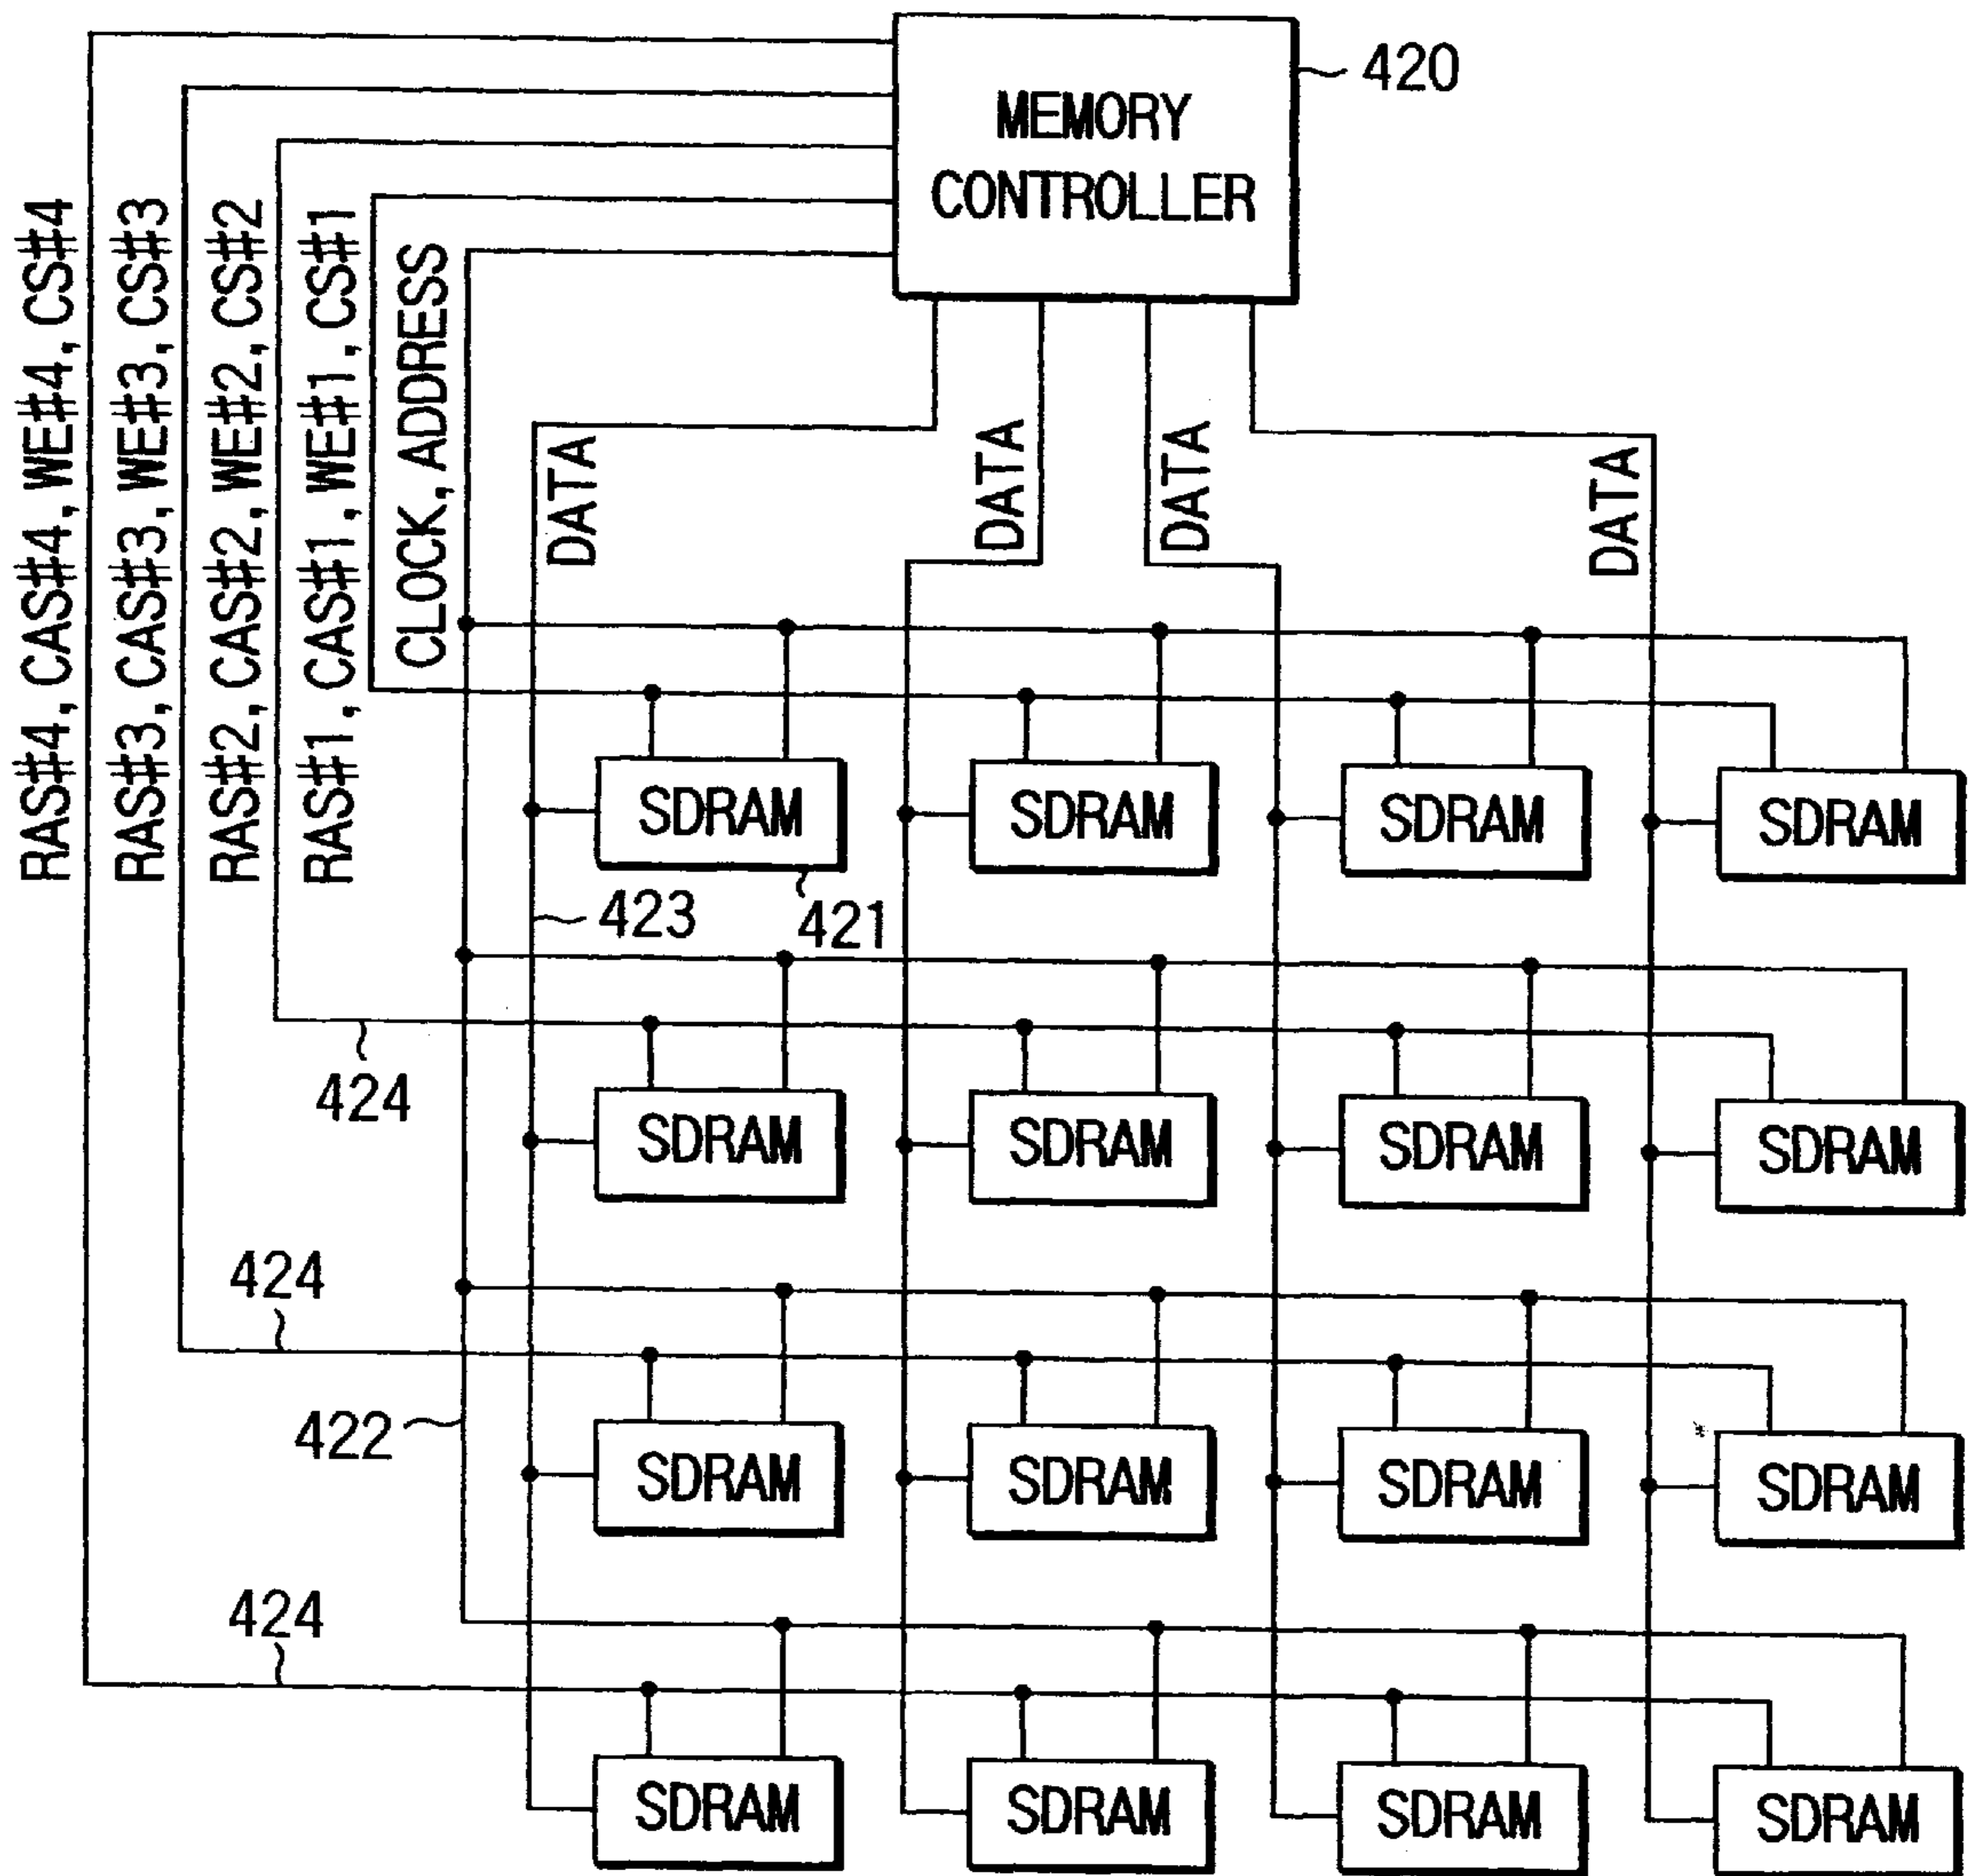 MEMORY
CONTROLLER
420
RAS#4, CAS#4, WE#4, CS#4
RAS#3, CAS#3, WE#3, CS#3
RAS#2, CAS#2, WE#2, CS#2
RAS#1, CAS#1, WE#1, CS#1
CLOCK, ADDRESS
DATA
DATA
DATA
DATA
SDRAM
SDRAM
SDRAM
SDRAM
423
421
424
SDRAM
SDRAM
SDRAM
SDRAM
424
422
SDRAM
SDRAM
SDRAM
SDRAM
424
SDRAM
SDRAM
SDRAM
SDRAM